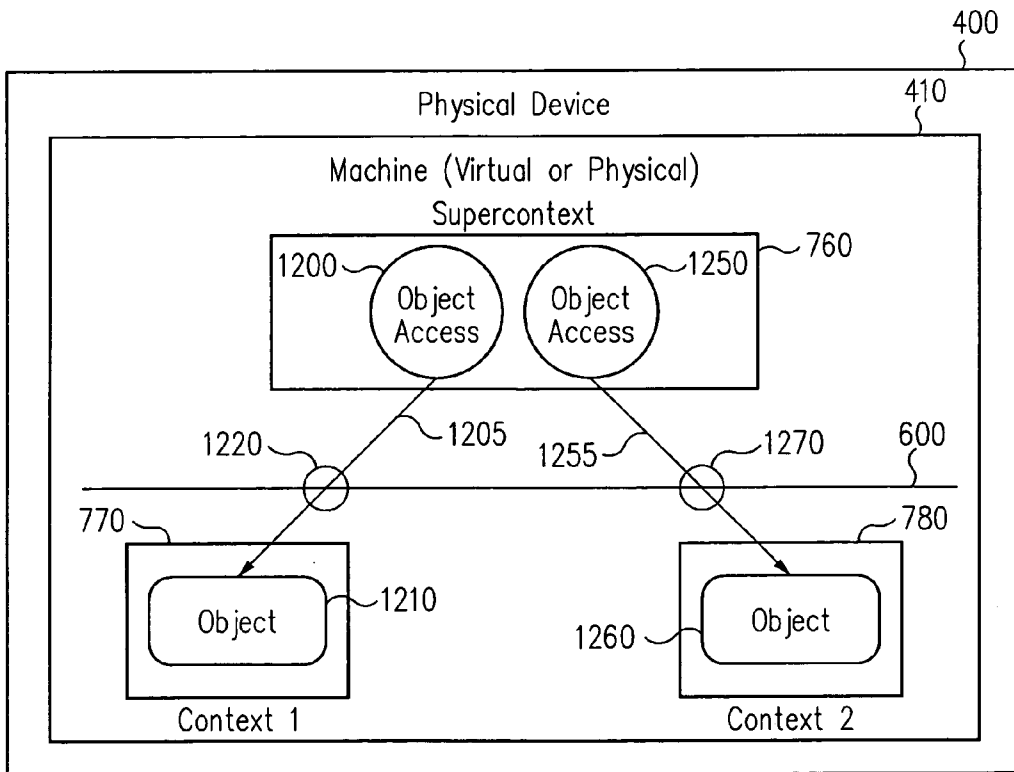 400
Physical Device
410
Machine (Virtual or Physical)
Supercontext
760
1200
1250
Object
Access
Object
Access
1205
1255
1220
1270
600
770
780
Object
1210
1260
Object
Context 1
Context 2